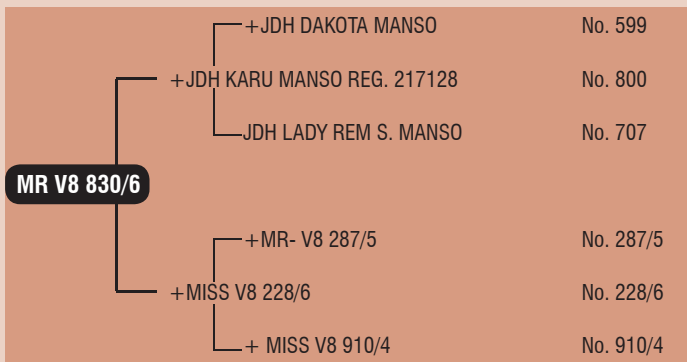 +JDH DAKOTA MANSO No. 599
+JDH KARU MANSO REG. 217128 No. 800
JDH LADY REM S. MANSO No. 707
MR V8 830/6
+MR- V8 287/5 No. 287/5
+MISS V8 228/6 No. 228/6
+ MISS V8 910/4 No. 910/4